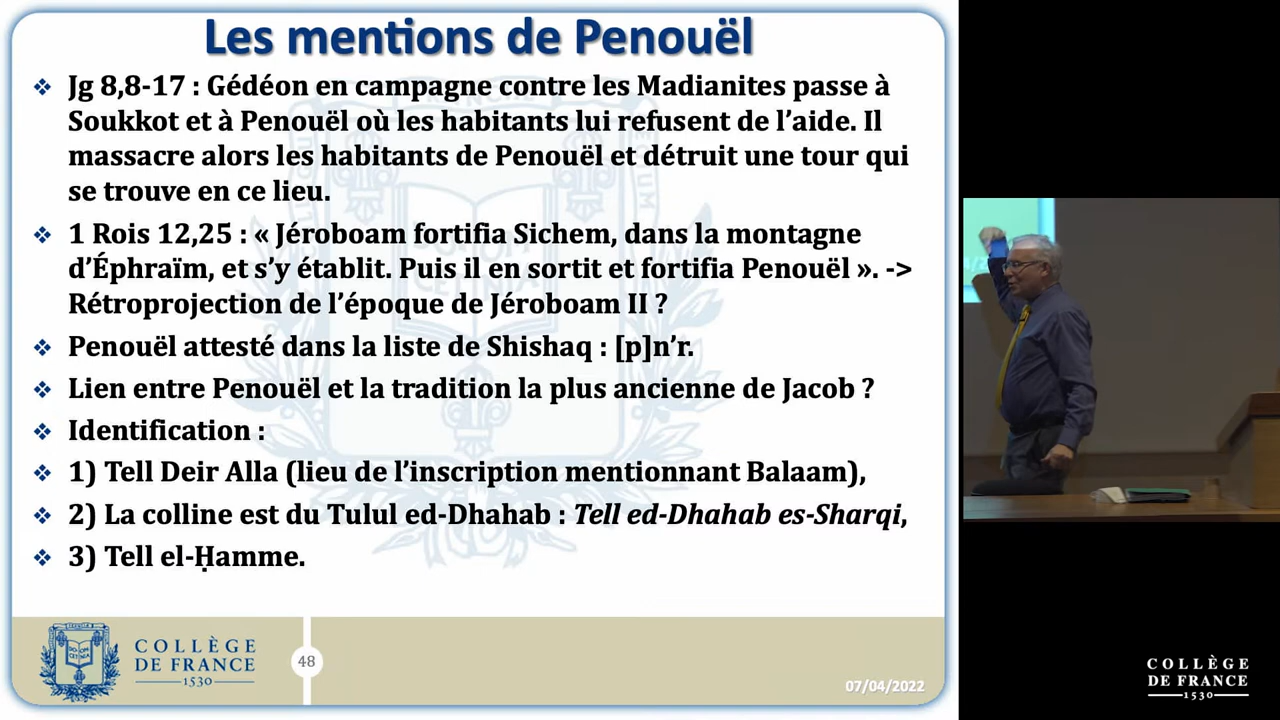 Les mentions de Penouël
❖ Jg 8,8-17 : Gédéon en campagne contre les Madianites passe à
Soukkot et à Penouël où les habitants lui refusent de l’aide. Il
massacre alors les habitants de Penouël et détruit une tour qui
se trouve en ce lieu.
❖ 1 Rois 12,25 : « Jéroboam fortifia Sichem, dans la montagne
d’Éphraïm, et s’y établit. Puis il en sortit et fortifia Penouël ». ->
Rétroprojection de l’époque de Jéroboam II ?
❖ Penouël attesté dans la liste de Shishaq : [p]n’r.
❖ Lien entre Penouël et la tradition la plus ancienne de Jacob ?
❖ Identification :
❖ 1) Tell Deir Alla (lieu de l’inscription mentionnant Balaam),
❖ 2) La colline est du Tulul ed-Dhahab : Tell ed-Dhahab es-Sharqi,
❖ 3) Tell el-Ḥamme.
COLLÈGE
DE FRANCE
1530
48
07/04/2022
COLLÈGE
DE FRANCE
1530